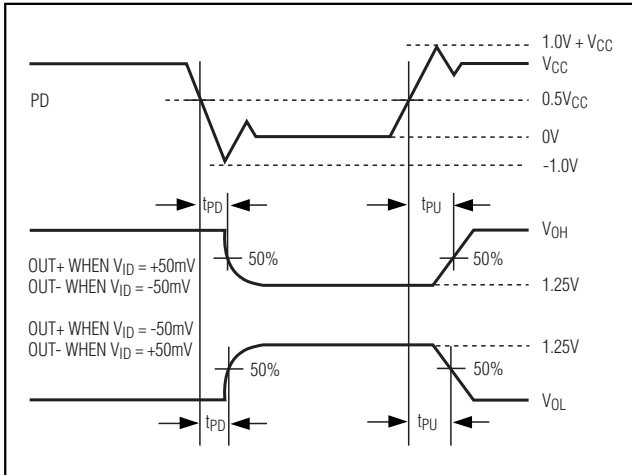 1.0V + VCC
VCC
PD
0.5VCC
0V
-1.0V
tPD
tPU
VOH
50%
50%
OUT+ WHEN VID = +50mV
OUT- WHEN VID = -50mV
1.25V
OUT+ WHEN VID = -50mV
OUT- WHEN VID = +50mV
1.25V
50%
50%
VOL
tPD
tPU